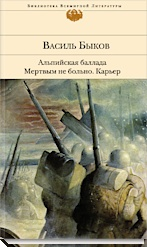 Библиотека Всемирной Литературы
Василь Быков
Альпийская баллада
Мертвым не больно. Карьер